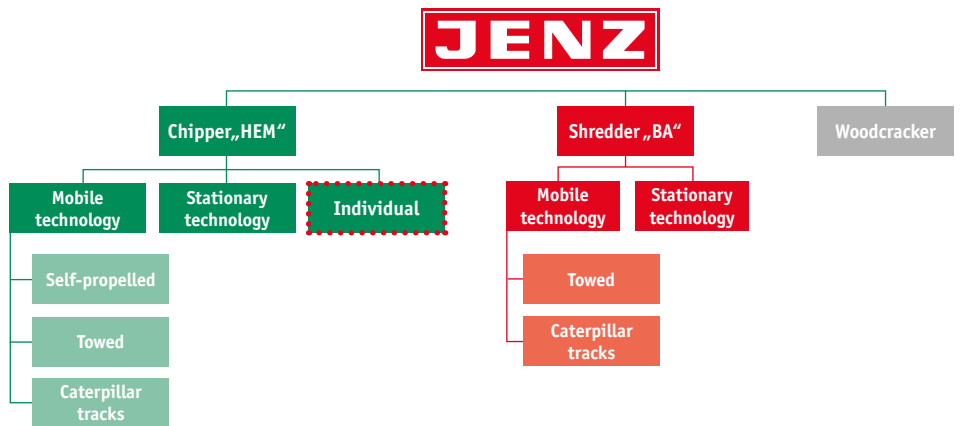 JENZ
Chipper„HEM“
Shredder „BA“
Woodcracker
Mobile
technology
Stationary
technology
Individual
Mobile
technology
Stationary
technology
Self-propelled
Towed
Caterpillar
tracks
Towed
Caterpillar
tracks